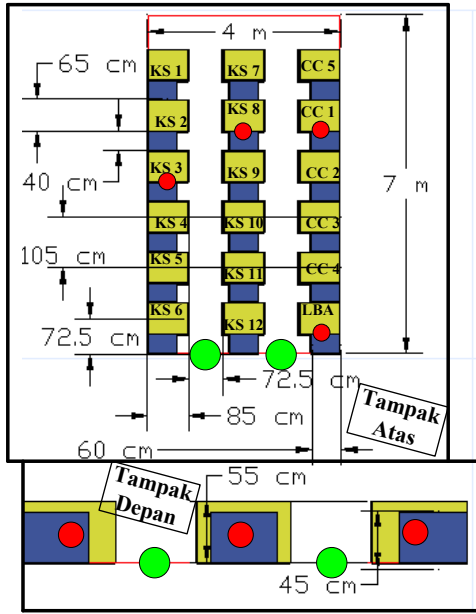 4 m
65 cm
KS 1
KS 7
CC 5
KS 2
KS 8
CC 1
40 cm
KS 3
KS 9
CC 2
7 m
105 cm
KS 4
KS 10
CC 3
KS 5
KS 11
CC 4
72.5 cm
KS 6
KS 12
LBA
72.5 cm
85 cm
60 cm
Tampak
Atas
Tampak
Depan
55 cm
45 cm